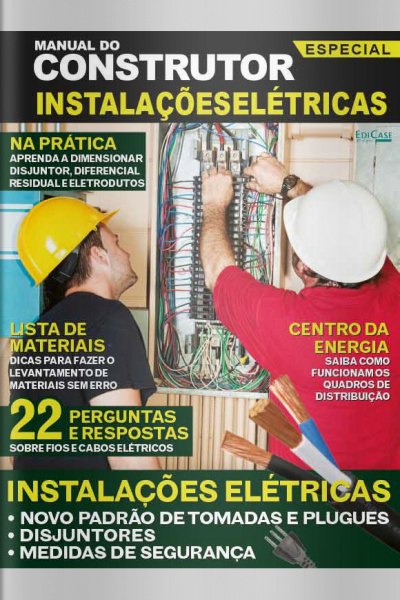 MANUAL DO
CONSTRUTOR
ESPECIAL
INSTALAÇÕESELÉTRICAS
EDICASE
NA PRÁTICA
APRENDA A DIMENSIONAR
DISJUNTOR, DIFERENCIAL
RESIDUAL E ELETRODUTOS
LISTA DE
MATERIAIS
DICAS PARA FAZER O
LEVANTAMENTO DE
MATERIAIS SEM ERRO
CENTRO DA
ENERGIA
SAIBA COMO
FUNCIONAM OS
QUADROS DE
DISTRIBUIÇÃO
22 PERGUNTAS
E RESPOSTAS
SOBRE FIOS E CABOS ELÉTRICOS
INSTALAÇÕES ELÉTRICAS
• NOVO PADRÃO DE TOMADAS E PLUGUES
• DISJUNTORES
• MEDIDAS DE SEGURANÇA